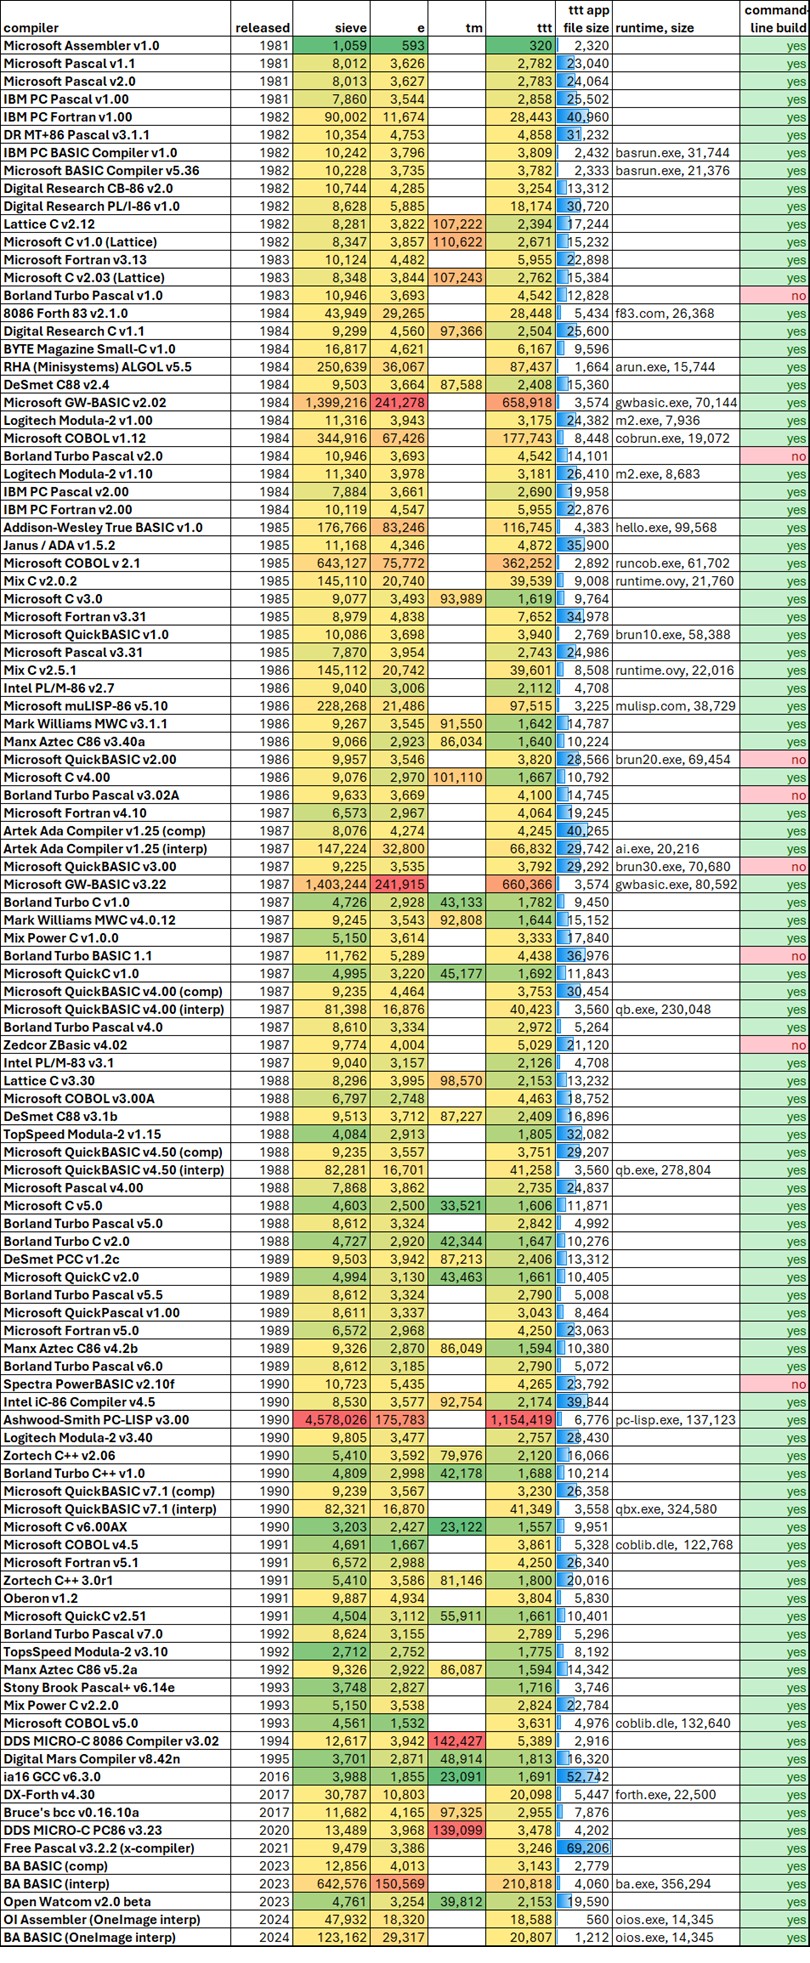 compiler released sieve e tm ttt ttt app file size runtime, size command-line build
Microsoft Assembler v1.0 1981 1,059 593 320 2,320 yes
Microsoft Pascal v1.1 1981 8,012 3,626 2,782 23,040 yes
Microsoft Pascal v2.0 1981 8,013 3,627 2,783 24,064 yes
IBM PC Pascal v1.00 1981 7,860 3,544 2,858 25,502 yes
IBM PC Fortran v1.00 1982 90,002 11,674 28,443 40,960 yes
DR MT+86 Pascal v3.1.1 1982 10,354 4,753 4,858 31,232 yes
IBM PC BASIC Compiler v1.0 1982 10,242 3,796 3,809 2,432 basrun.exe, 31,744 yes
Microsoft BASIC Compiler v5.36 1982 10,228 3,735 3,782 2,333 basrun.exe, 21,376 yes
Digital Research CB-86 v2.0 1982 10,744 4,285 3,254 13,312 yes
Digital Research PL/I-86 v1.0 1982 8,628 5,885 18,174 30,720 yes
Lattice C v2.12 1982 8,281 3,822 107,222 2,394 17,244 yes
Microsoft C v1.0 (Lattice) 1982 8,347 3,857 110,622 2,671 15,232 yes
Microsoft Fortran v3.13 1983 10,124 4,482 5,955 22,898 yes
Microsoft C v2.03 (Lattice) 1983 8,348 3,844 107,243 2,762 15,384 yes
Borland Turbo Pascal v1.0 1983 10,946 3,693 4,542 12,828 no
8086 Forth 83 v2.1.0 1984 43,949 29,265 28,448 5,434 f83.com, 26,368 yes
Digital Research C v1.1 1984 9,299 4,560 97,366 2,504 25,600 yes
BYTE Magazine Small-C v1.0 1984 16,817 4,621 6,167 9,596 yes
RHA (Minisystems) ALGOL v5.5 1984 250,639 36,067 87,437 1,664 arun.exe, 15,744 yes
DeSmet C88 v2.4 1984 9,503 3,664 87,588 2,408 15,360 yes
Microsoft GW-BASIC v2.02 1984 1,399,216 241,278 658,918 3,574 gwbasic.exe, 70,144 yes
Logitech Modula-2 v1.00 1984 11,316 3,943 3,175 24,382 m2.exe, 7,936 yes
Microsoft COBOL v1.12 1984 344,916 67,426 177,743 8,448 cobrun.exe, 19,072 yes
Borland Turbo Pascal v2.0 1984 10,946 3,693 4,542 14,101 no
Logitech Modula-2 v1.10 1984 11,340 3,978 3,181 26,410 m2.exe, 8,683 yes
IBM PC Pascal v2.00 1984 7,884 3,661 2,690 19,958 yes
IBM PC Fortran v2.00 1984 10,119 4,547 5,955 22,876 yes
Addison-Wesley True BASIC v1.0 1985 176,766 83,246 116,745 4,383 hello.exe, 99,568 yes
Janus / ADA v1.5.2 1985 11,168 4,346 4,872 35,900 yes
Microsoft COBOL v 2.1 1985 643,127 75,772 362,252 2,892 runcob.exe, 61,702 yes
Mix C v2.0.2 1985 145,110 20,740 39,539 9,008 runtime.ovy, 21,760 yes
Microsoft C v3.0 1985 9,077 3,493 93,989 1,619 9,764 yes
Microsoft Fortran v3.31 1985 8,979 4,838 7,652 34,978 yes
Microsoft QuickBASIC v1.0 1985 10,086 3,698 3,940 2,769 brun10.exe, 58,388 yes
Microsoft Pascal v3.31 1985 7,870 3,954 2,743 24,986 yes
Mix C v2.5.1 1986 145,112 20,742 39,601 8,508 runtime.ovy, 22,016 yes
Intel PL/M-86 v2.7 1986 9,040 3,006 2,112 4,708 yes
Microsoft muLISP-86 v5.10 1986 228,268 21,486 97,515 3,225 mulisp.com, 38,729 yes
Mark Williams MWC v3.1.1 1986 9,267 3,545 91,550 1,642 14,787 yes
Manx Aztec C86 v3.40a 1986 9,066 2,923 86,034 1,640 10,224 yes
Microsoft QuickBASIC v2.00 1986 9,957 3,546 3,820 28,566 brun20.exe, 69,454 no
Microsoft C v4.00 1986 9,076 2,970 101,110 1,667 10,792 yes
Borland Turbo Pascal v3.02A 1986 9,633 3,669 4,100 14,745 no
Microsoft Fortran v4.10 1987 6,573 2,967 4,064 19,245 yes
Artek Ada Compiler v1.25 (comp) 1987 8,076 4,274 4,245 40,265 yes
Artek Ada Compiler v1.25 (interp) 1987 147,224 32,800 66,832 29,742 ai.exe, 20,216 yes
Microsoft QuickBASIC v3.00 1987 9,225 3,535 3,792 29,292 brun30.exe, 70,680 no
Microsoft GW-BASIC v3.22 1987 1,403,244 241,915 660,366 3,574 gwbasic.exe, 80,592 yes
Borland Turbo C v1.0 1987 4,726 2,928 43,133 1,782 9,450 yes
Mark Williams MWC v4.0.12 1987 9,245 3,543 92,808 1,644 15,152 yes
Mix Power C v1.0.0 1987 5,150 3,614 3,333 17,840 yes
Borland Turbo BASIC 1.1 1987 11,762 5,289 4,438 36,976 no
Microsoft QuickC v1.0 1987 4,995 3,220 45,177 1,692 11,843 yes
Microsoft QuickBASIC v4.00 (comp) 1987 9,235 4,464 3,753 30,454 yes
Microsoft QuickBASIC v4.00 (interp) 1987 81,398 16,876 40,423 3,560 qb.exe, 230,048 yes
Borland Turbo Pascal v4.0 1987 8,610 3,334 2,972 5,264 yes
Zedcor ZBasic v4.02 1987 9,774 4,004 5,029 21,120 no
Intel PL/M-83 v3.1 1987 9,040 3,157 2,126 4,708 yes
Lattice C v3.30 1988 8,296 3,995 98,570 2,153 13,232 yes
Microsoft COBOL v3.00A 1988 6,797 2,748 4,463 18,752 yes
DeSmet C88 v3.1b 1988 9,513 3,712 87,227 2,409 16,896 yes
TopSpeed Modula-2 v1.15 1988 4,084 2,913 1,805 32,082 yes
Microsoft QuickBASIC v4.50 (comp) 1988 9,235 3,557 3,751 29,207 yes
Microsoft QuickBASIC v4.50 (interp) 1988 82,281 16,701 41,258 3,560 qb.exe, 278,804 yes
Microsoft Pascal v4.00 1988 7,868 3,862 2,735 24,837 yes
Microsoft C v5.0 1988 4,603 2,500 33,521 1,606 11,871 yes
Borland Turbo Pascal v5.0 1988 8,612 3,324 2,842 4,992 yes
Borland Turbo C v2.0 1988 4,727 2,920 42,344 1,647 10,276 yes
DeSmet PCC v1.2c 1989 9,503 3,942 87,213 2,406 13,312 yes
Microsoft QuickC v2.0 1989 4,994 3,130 43,463 1,661 10,405 yes
Borland Turbo Pascal v5.5 1989 8,612 3,324 2,790 5,008 yes
Microsoft QuickPascal v1.00 1989 8,611 3,337 3,043 8,464 yes
Microsoft Fortran v5.0 1989 6,572 2,968 4,250 23,063 yes
Manx Aztec C86 v4.2b 1989 9,326 2,870 86,049 1,594 10,380 yes
Borland Turbo Pascal v6.0 1990 8,612 3,185 2,790 5,072 yes
Spectra PowerBASIC v2.10f 1990 10,723 5,435 4,265 23,792 no
Intel iC-86 Compiler v4.5 1990 8,530 3,577 92,754 2,174 39,844 yes
Ashwood-Smith PC-LISP v3.00 1990 4,578,026 175,783 1,154,419 6,776 pc-lisp.exe, 137,123 yes
Logitech Modula-2 v3.40 1990 9,805 3,477 2,757 28,430 yes
Zortech C++ v2.06 1990 5,410 3,592 79,976 2,120 16,066 yes
Borland Turbo C++ v1.0 1990 4,809 2,998 42,178 1,688 10,214 yes
Microsoft QuickBASIC v7.1 (comp) 1990 9,239 3,567 3,230 26,358 yes
Microsoft QuickBASIC v7.1 (interp) 1990 82,321 16,870 41,349 3,558 qbx.exe, 324,580 yes
Microsoft C v6.00AX 1990 3,203 2,427 23,122 1,557 9,951 yes
Microsoft COBOL v4.5 1991 4,691 1,667 3,861 5,328 coblib.dle, 122,768 yes
Microsoft Fortran v5.1 1991 6,572 2,988 4,250 26,340 yes
Zortech C++ 3.0r1 1991 5,410 3,586 81,146 1,800 20,016 yes
Oberon v1.2 1991 9,887 4,934 3,804 5,830 yes
Microsoft QuickC v2.51 1991 4,504 3,112 55,911 1,661 10,401 yes
Borland Turbo Pascal v7.0 1992 8,624 3,155 2,789 5,296 yes
TopsSpeed Modula-2 v3.10 1992 2,712 2,752 1,775 8,192 yes
Manx Aztec C86 v5.2a 1992 9,326 2,922 86,087 1,594 14,342 yes
Stony Brook Pascal+ v6.14e 1993 3,748 2,827 1,716 3,746 yes
Mix Power C v2.2.0 1993 5,150 3,538 2,824 22,784 yes
Microsoft COBOL v5.0 1993 4,561 1,532 3,631 4,976 coblib.dle, 132,640 yes
DDS MICRO-C 8086 Compiler v3.02 1994 12,617 3,942 142,427 5,389 2,916 yes
Digital Mars Compiler v8.42n 1995 3,701 2,871 48,914 1,813 16,320 yes
ia16 GCC v6.3.0 2016 3,988 1,855 23,091 1,691 52,742 yes
DX-Forth v4.30 2017 30,787 10,803 20,098 5,447 forth.exe, 22,500 yes
Bruce's bcc v0.16.10a 2017 11,682 4,165 97,325 2,955 7,876 yes
DDS MICRO-C PC86 v3.23 2020 13,489 3,968 139,099 3,478 4,202 yes
Free Pascal v3.2.2 (x-compiler) 2021 9,479 3,386 3,246 69,206 yes
BA BASIC (comp) 2023 12,856 4,013 3,143 2,779 yes
BA BASIC (interp) 2023 642,576 150,569 210,818 4,060 ba.exe, 356,294 yes
Open Watcom v2.0 beta 2023 4,761 3,254 39,812 2,153 19,590 yes
OI Assembler (OneImage interp) 2024 47,932 18,320 18,588 560 oios.exe, 14,345 yes
BA BASIC (OneImage interp) 2024 123,162 29,317 20,807 1,212 oios.exe, 14,345 yes